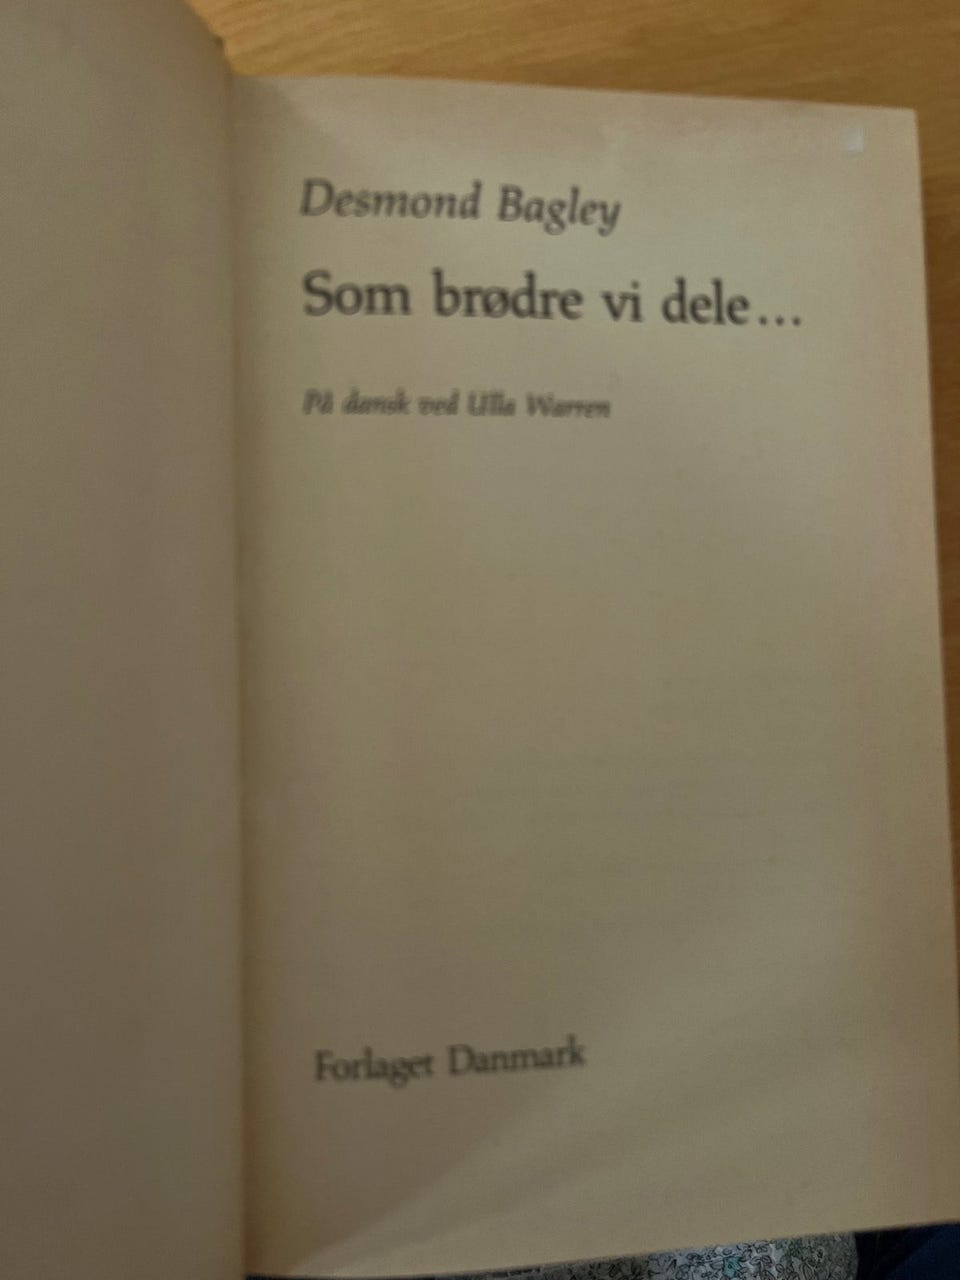 Desmond Bagley
Som brødre vi dele...
På dansk ved Ulla Warren
Forlaget Danmark